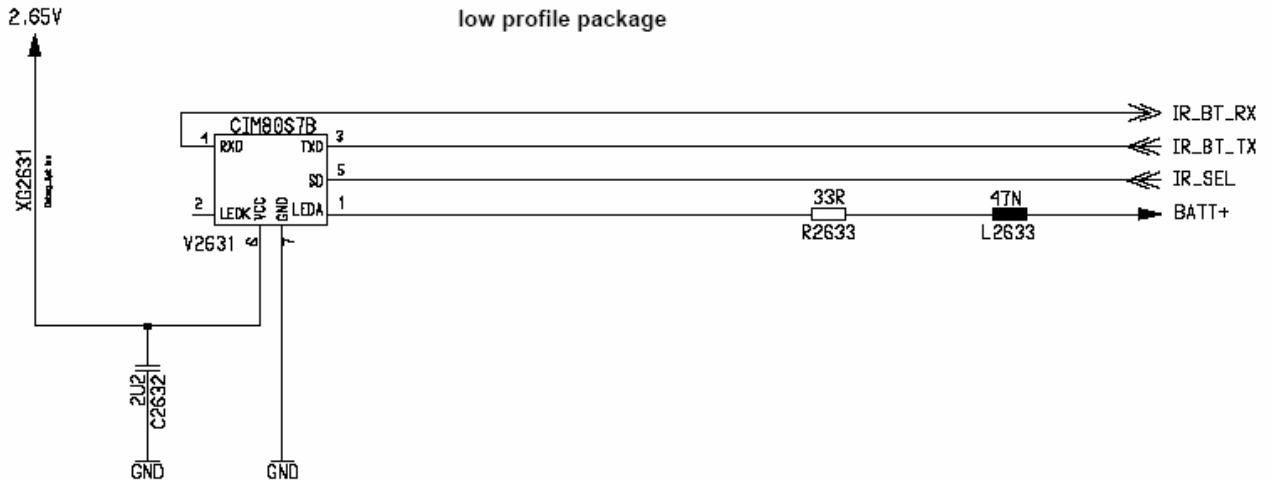 2.65V
low profile package
CIM80S7B
4
3
IR_BT_RX
RXD
TXD
IR_BT_TX
5
SD
IR_SEL
2
LEDK
VCC
GND
LEDA
1
33R
47N
BATT+
R2633
L2633
V2631
6
7
XG2631
2U2
C2632
GND
GND